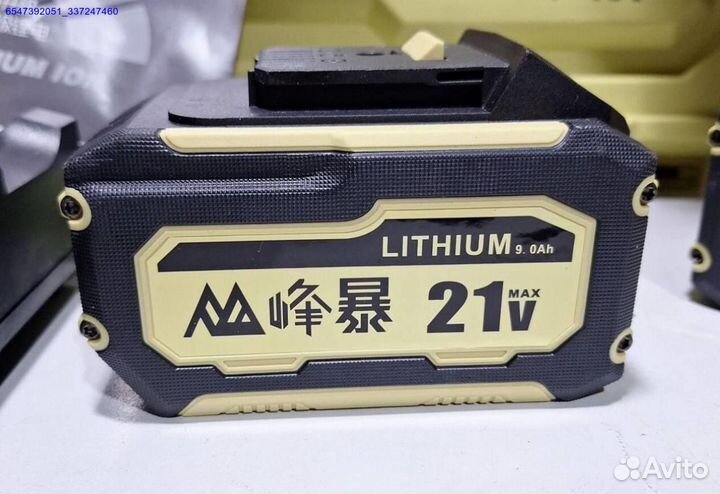 6547392051_337247460
LITHIUM 9.0Ah
峰暴 21V MAX
Avito